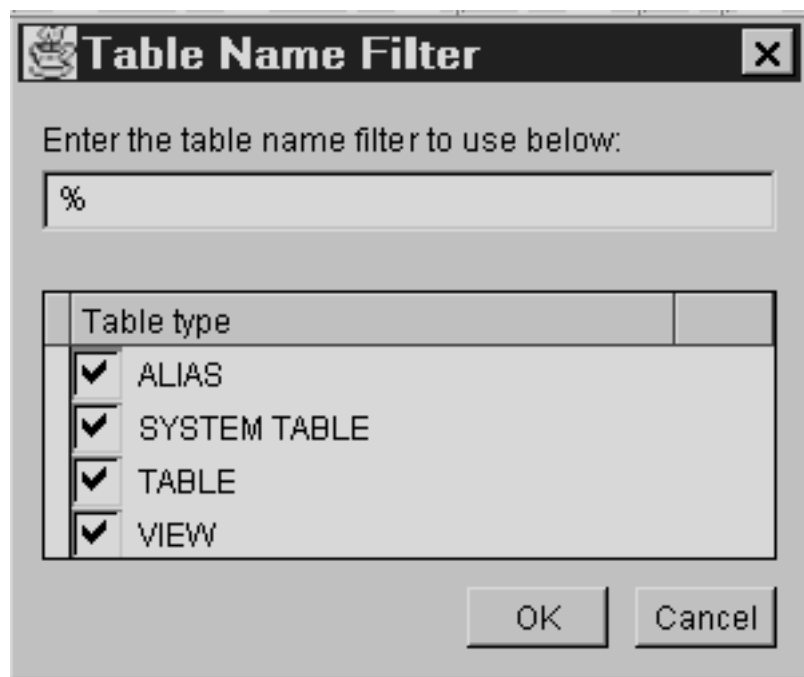 Table Name Filter
Enter the table name filter to use below:
%
Table type
ALIAS
SYSTEM TABLE
TABLE
VIEW
OK
Cancel